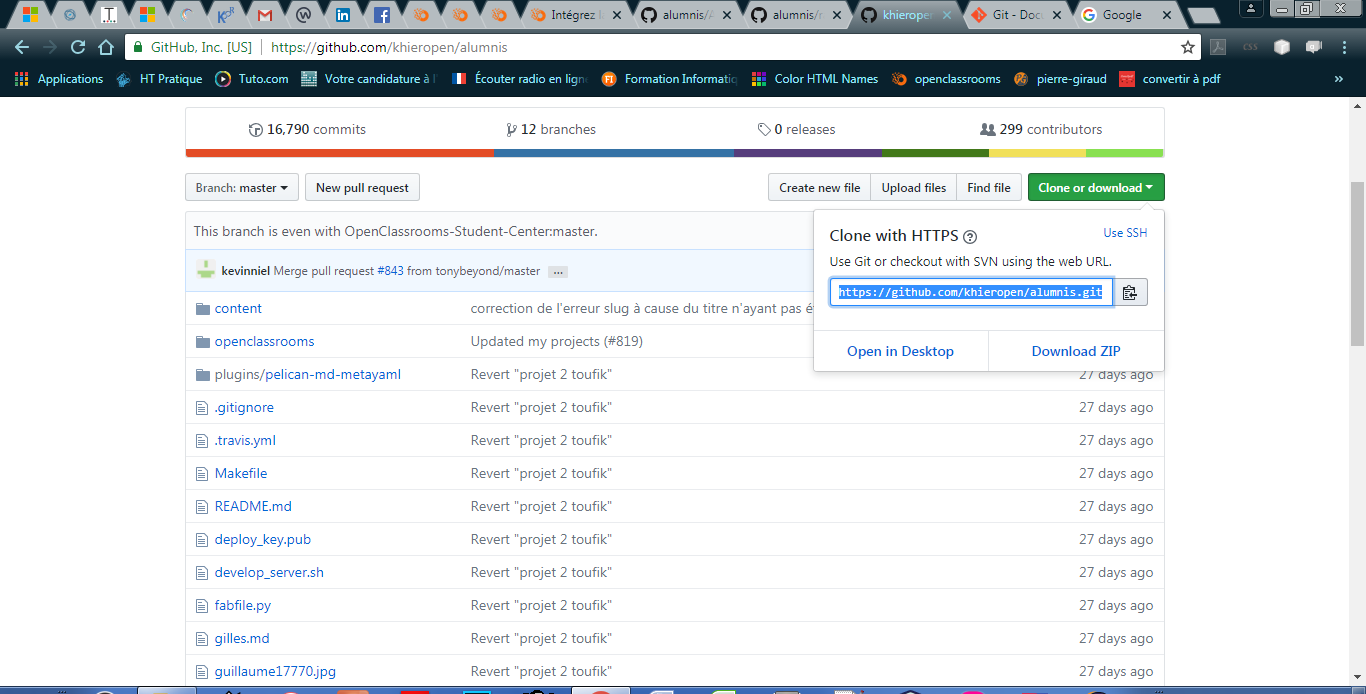 Intégrez l
alumnis/
alumnis/r
khieropen
Git - Docu
Google
GitHub, Inc. [US]
https://github.com/khieropen/alumnis
Applications
HT Pratique
Tuto.com
Votre candidature à l'
Écouter radio en lign
Formation Informatiq
Color HTML Names
openclassrooms
pierre-giraud
convertir à pdf
16,790 commits
12 branches
0 releases
299 contributors
Branch: master
New pull request
Create new file
Upload files
Find file
Clone or download
This branch is even with OpenClassrooms-Student-Center:master.
Clone with HTTPS
Use SSH
Use Git or checkout with SVN using the web URL.
https://github.com/khieropen/alumnis.git
Open in Desktop
Download ZIP
kevinniel Merge pull request #843 from tonybeyond/master ...
content
correction de l'erreur slug à cause du titre n'ayant pas é
openclassrooms
Updated my projects (#819)
plugins/pelican-md-metayaml
Revert "projet 2 toufik"
27 days ago
.gitignore
Revert "projet 2 toufik"
27 days ago
.travis.yml
Revert "projet 2 toufik"
27 days ago
Makefile
Revert "projet 2 toufik"
27 days ago
README.md
Revert "projet 2 toufik"
27 days ago
deploy_key.pub
Revert "projet 2 toufik"
27 days ago
develop_server.sh
Revert "projet 2 toufik"
27 days ago
fabfile.py
Revert "projet 2 toufik"
27 days ago
gilles.md
Revert "projet 2 toufik"
27 days ago
guillaume17770.jpg
Revert "projet 2 toufik"
27 days ago